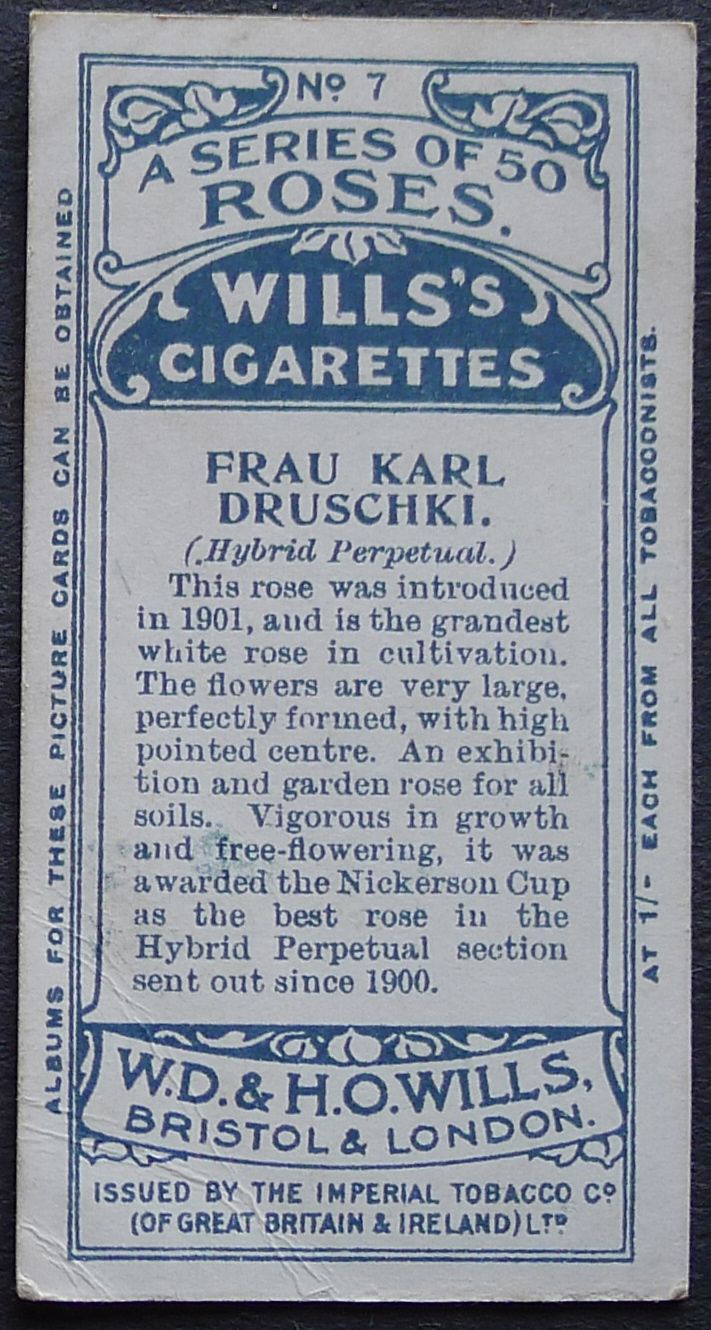 Nº 7
A SERIES OF 50
ROSES.
WILLS'S
CIGARETTES
FRAU KARL
DRUSCHKI.
(Hybrid Perpetual.)
This rose was introduced
in 1901, and is the grandest
white rose in cultivation.
The flowers are very large,
perfectly formed, with high
pointed centre. An exhibi-
tion and garden rose for all
soils. Vigorous in growth
and free-flowering, it was
awarded the Nickerson Cup
as the best rose in the
Hybrid Perpetual section
sent out since 1900.
W.D. & H.O. WILLS,
BRISTOL & LONDON.
ISSUED BY THE IMPERIAL TOBACCO Cº
(OF GREAT BRITAIN & IRELAND) LTD
ALBUMS FOR THESE PICTURE CARDS CAN BE OBTAINED
AT 1/- EACH FROM ALL TOBACCONISTS.